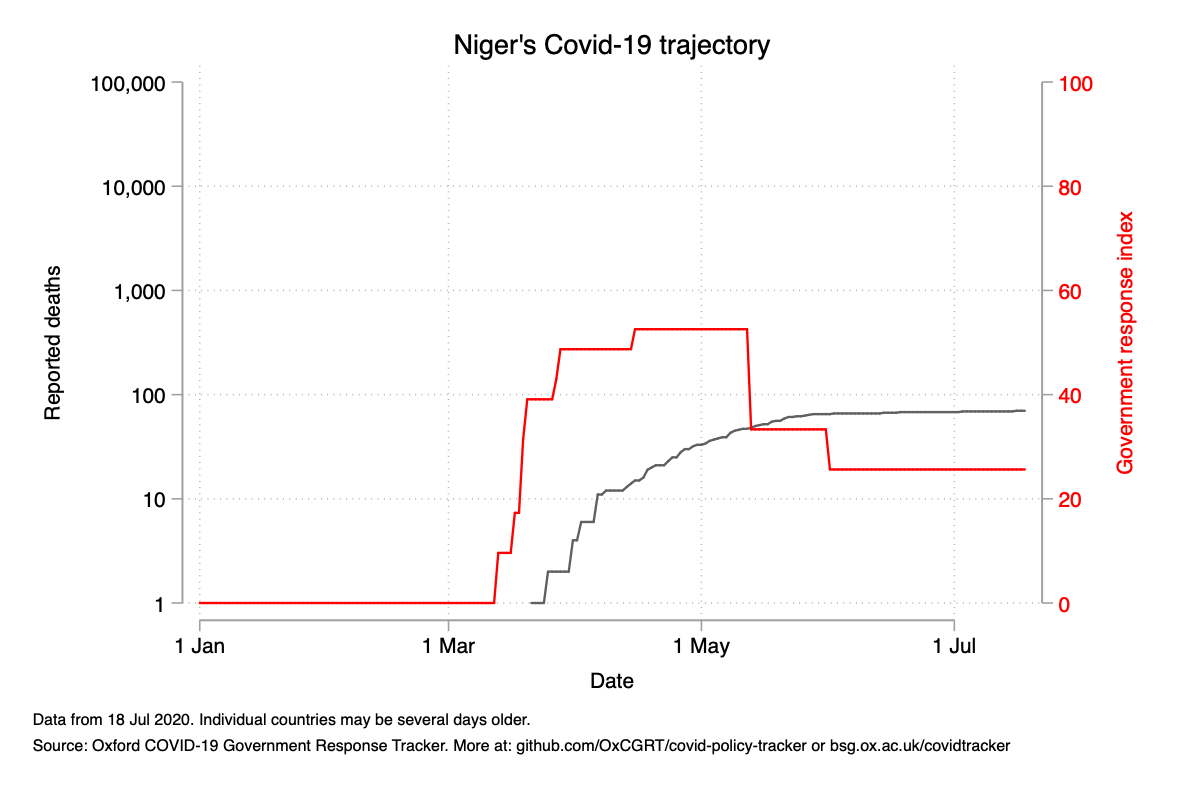 Niger's Covid-19 trajectory
100,000
10,000
1,000
100
10
1
Reported deaths
100
80
60
40
20
0
Government response index
1 Jan
1 Mar
1 May
1 Jul
Date
Data from 18 Jul 2020. Individual countries may be several days older.
Source: Oxford COVID-19 Government Response Tracker. More at: github.com/OxCGRT/covid-policy-tracker or bsg.ox.ac.uk/covidtracker